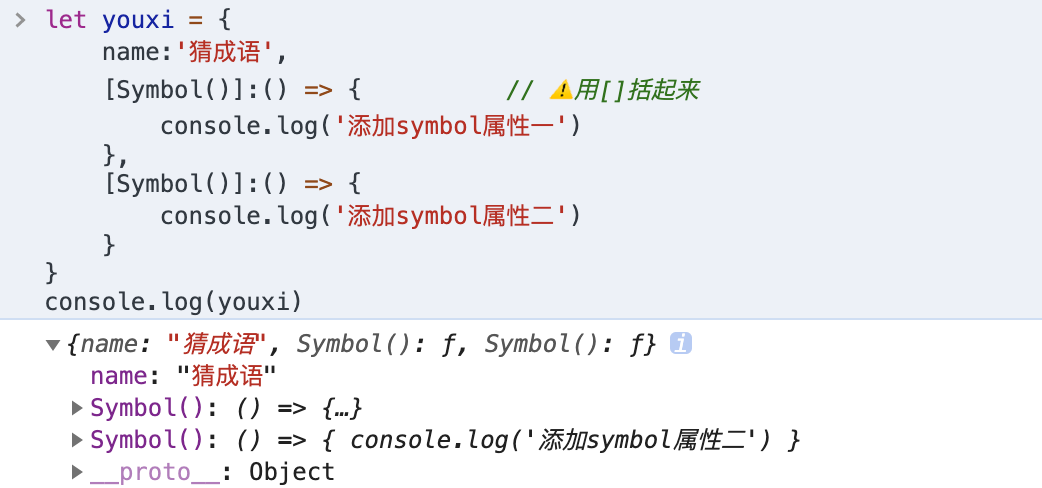 > let youxi = {
name:'猜成语',
[Symbol()]:() => { // ⚠️用[]括起来
console.log('添加symbol属性一')
},
[Symbol()]:() => {
console.log('添加symbol属性二')
}
}
console.log(youxi)
▼{name: "猜成语", Symbol(): ƒ, Symbol(): ƒ} i
name: "猜成语"
▶Symbol(): () => {…}
▶Symbol(): () => { console.log('添加symbol属性二') }
▶__proto__: Object